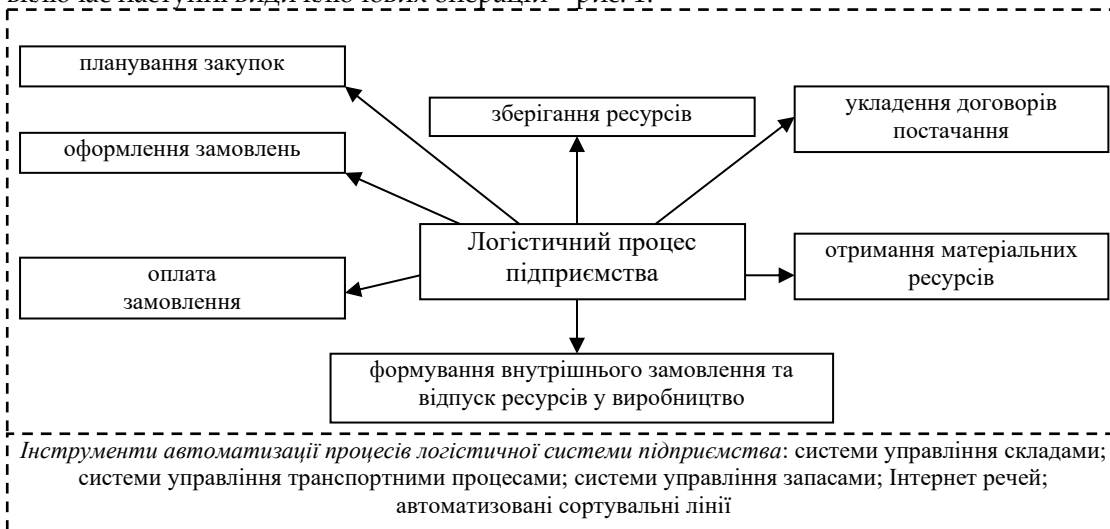 планування закупок
зберігання ресурсів
укладення договорів
постачання
оформлення замовлень
Логістичний процес
підприємства
отримання матеріальних
ресурсів
оплата
замовлення
формування внутрішнього замовлення та
відпуск ресурсів у виробництво
Інструменти автоматизації процесів логістичної системи підприємства: системи управління складами;
системи управління транспортними процесами; системи управління запасами; Інтернет речей;
автоматизовані сортувальні лінії